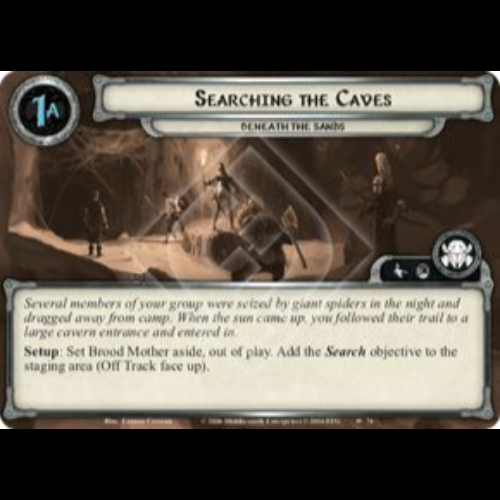 1A
SEARCHING THE CAVES
BENEATH THE SANDS
Several members of your group were seized by giant spiders in the night and
dragged away from camp. When the sun came up, you followed their trail to a
large cavern entrance and entered in.
Setup: Set Brood Mother aside, out of play. Add the Search objective to the
staging area (Off Track face up).